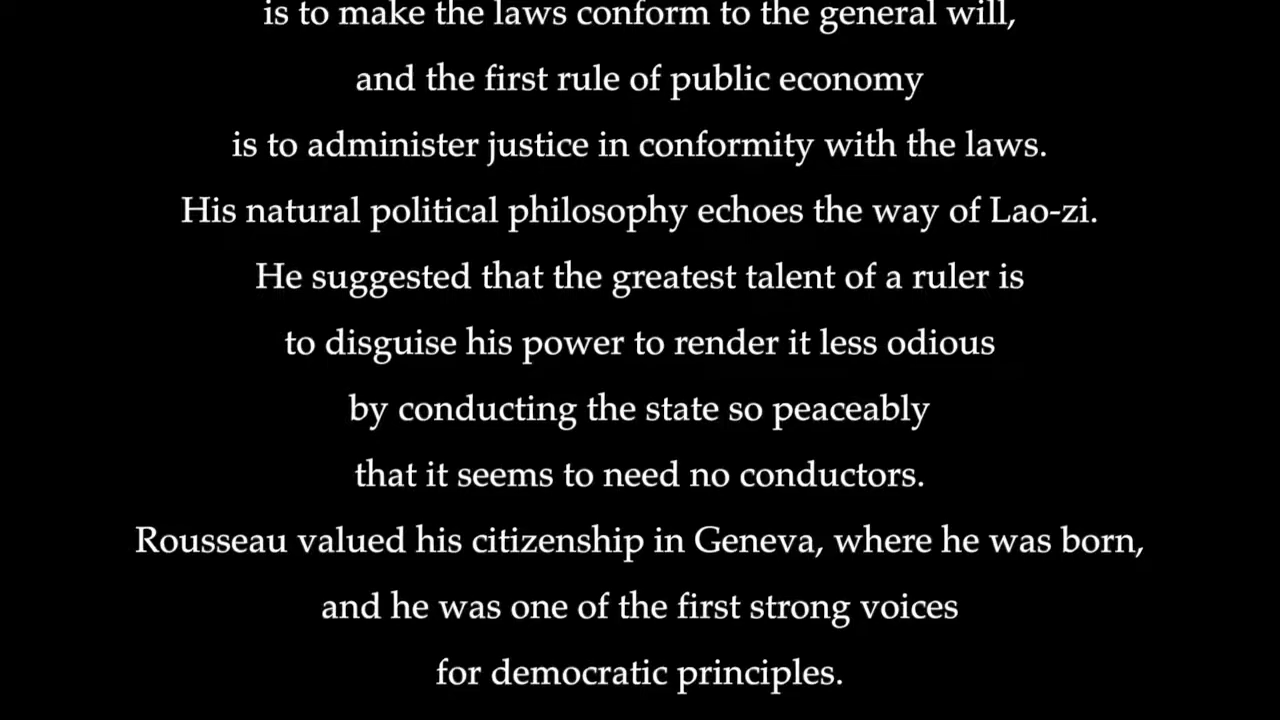 is to make the laws conform to the general will,
and the first rule of public economy
is to administer justice in conformity with the laws.
His natural political philosophy echoes the way of Lao-zi.
He suggested that the greatest talent of a ruler is
to disguise his power to render it less odious
by conducting the state so peaceably
that it seems to need no conductors.
Rousseau valued his citizenship in Geneva, where he was born,
and he was one of the first strong voices
for democratic principles.